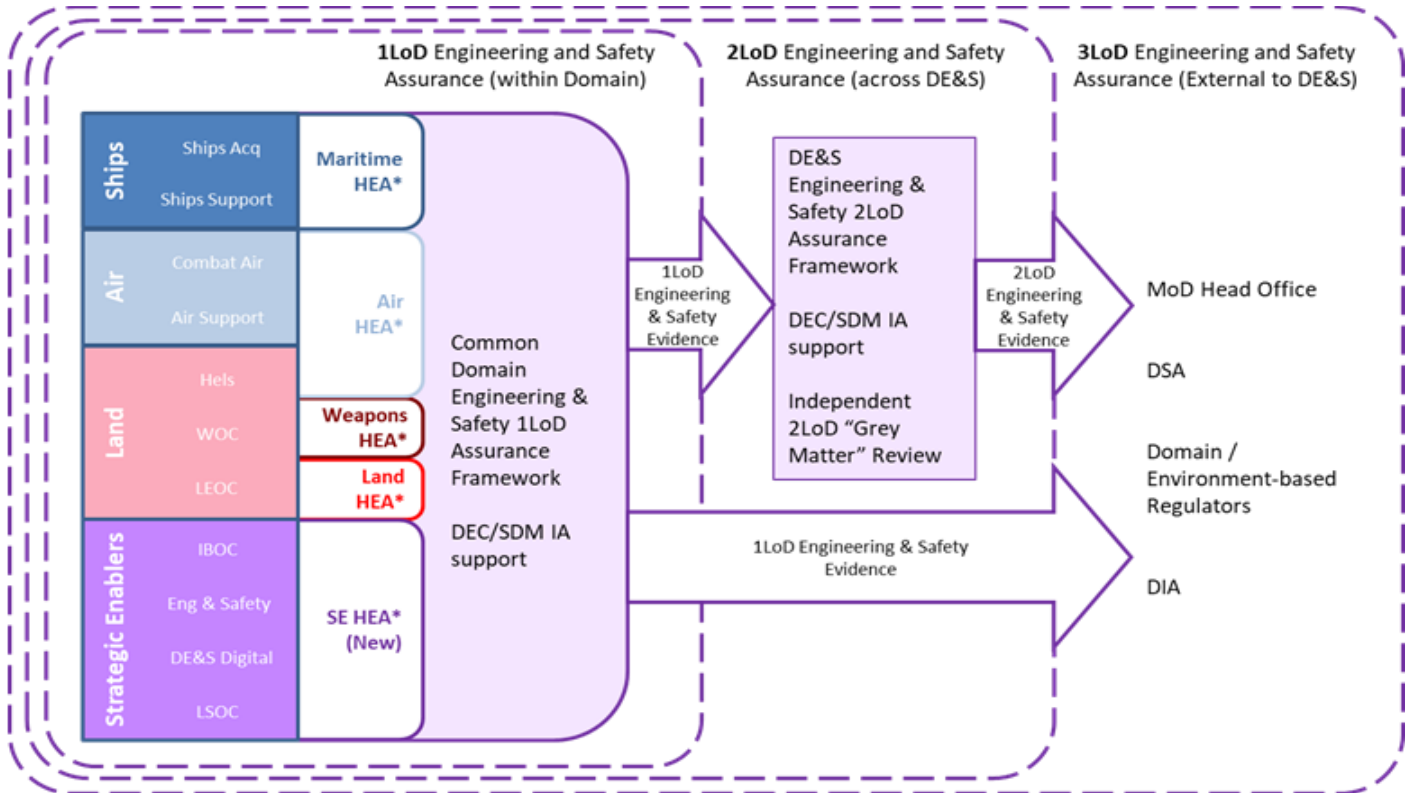 1LoD Engineering and Safety
Assurance (within Domain)
2LoD Engineering and Safety
Assurance (across DE&S)
3LoD Engineering and Safety
Assurance (External to DE&S)
Ships
Ships Acq
Ships Support
Maritime
HEA*
Air
Combat Air
Air Support
Air
HEA*
Land
Hels
WOC
LEOC
Weapons
HEA*
Land
HEA*
Strategic Enablers
IBOC
Eng & Safety
DE&S Digital
LSOC
SE HEA*
(New)
Common
Domain
Engineering &
Safety 1LoD
Assurance
Framework
DEC/SDM IA
support
1LoD
Engineering
& Safety
Evidence
DE&S
Engineering &
Safety 2LoD
Assurance
Framework
DEC/SDM IA
support
Independent
2LoD “Grey
Matter” Review
2LoD
Engineering
& Safety
Evidence
1LoD Engineering & Safety
Evidence
MoD Head Office
DSA
Domain /
Environment-based
Regulators
DIA